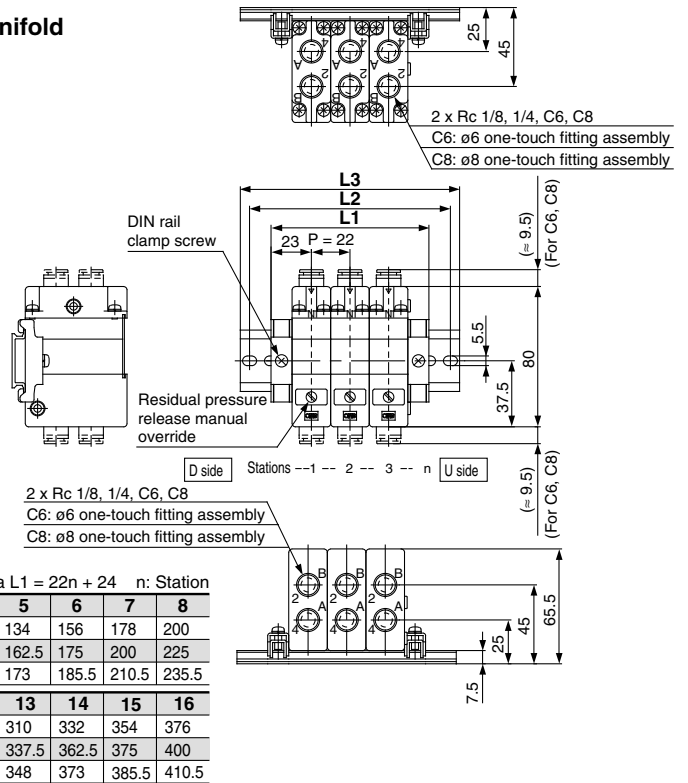 nifold
25
45
4 4 4
A A A
2 2 2
B B B
2 x Rc 1/8, 1/4, C6, C8
C6: ø6 one-touch fitting assembly
C8: ø8 one-touch fitting assembly
L3
L2
L1
DIN rail
clamp screw
23 P = 22
(≈ 9.5)
(For C6, C8)
5.5
80
37.5
Residual pressure
release manual
override
D side Stations --1 -- 2 -- 3 -- n U side
(≈ 9.5)
(For C6, C8)
2 x Rc 1/8, 1/4, C6, C8
C6: ø6 one-touch fitting assembly
C8: ø8 one-touch fitting assembly
B B B
2 2 2
A A A
4 4 4
65.5
45
25
7.5
a L1 = 22n + 24 n: Station
5 6 7 8
134 156 178 200
162.5 175 200 225
173 185.5 210.5 235.5
13 14 15 16
310 332 354 376
337.5 362.5 375 400
348 373 385.5 410.5